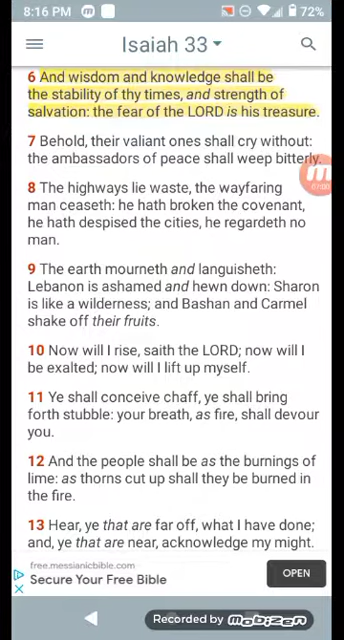 8:16 PM
72%
Isaiah 33
6 And wisdom and knowledge shall be
the stability of thy times, and strength of
salvation: the fear of the LORD is his treasure.
7 Behold, their valiant ones shall cry without:
the ambassadors of peace shall weep bitterly.
8 The highways lie waste, the wayfaring
man ceaseth: he hath broken the covenant,
he hath despised the cities, he regardeth no
man.
9 The earth mourneth and languisheth:
Lebanon is ashamed and hewn down: Sharon
is like a wilderness; and Bashan and Carmel
shake off their fruits.
10 Now will I rise, saith the LORD; now will I
be exalted; now will I lift up myself.
11 Ye shall conceive chaff, ye shall bring
forth stubble: your breath, as fire, shall devour
you.
12 And the people shall be as the burnings of
lime: as thorns cut up shall they be burned in
the fire.
13 Hear, ye that are far off, what I have done;
and, ye that are near, acknowledge my might.
free.messianicbible.com
Secure Your Free Bible
OPEN
Recorded by mobizen